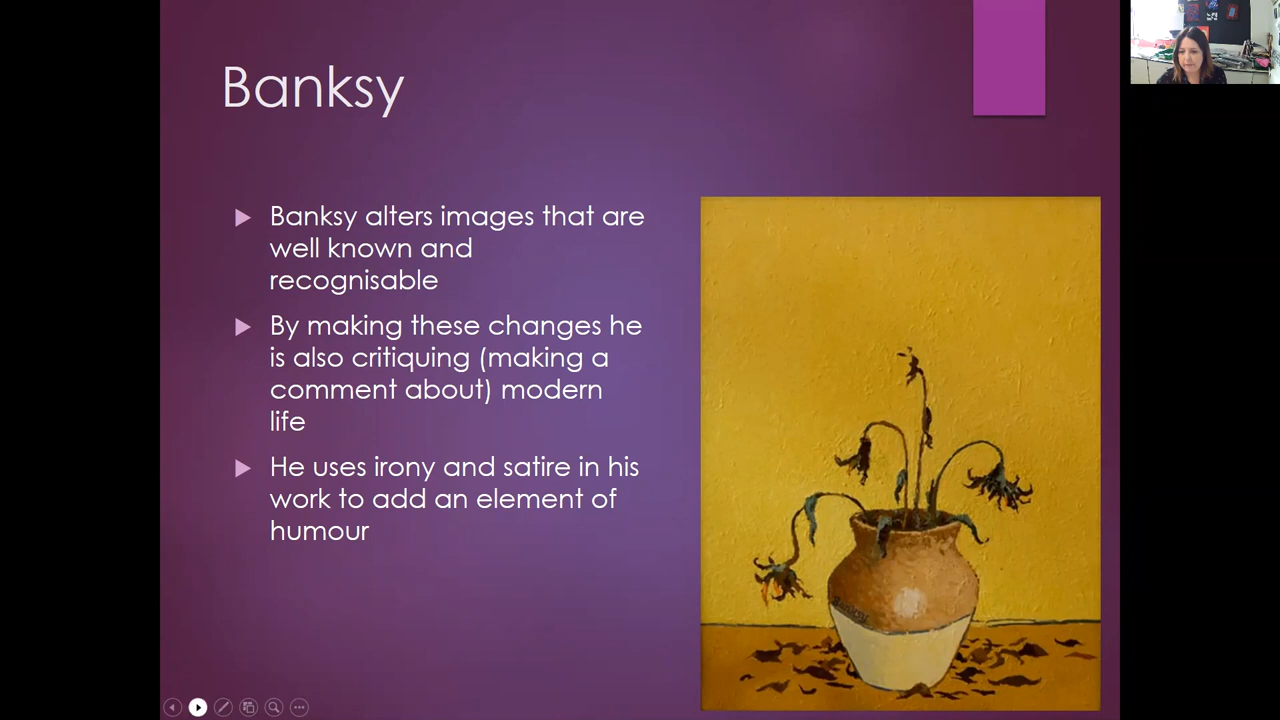 Banksy
Banksy alters images that are
well known and
recognisable
By making these changes he
is also critiquing (making a
comment about) modern
life
He uses irony and satire in his
work to add an element of
humour